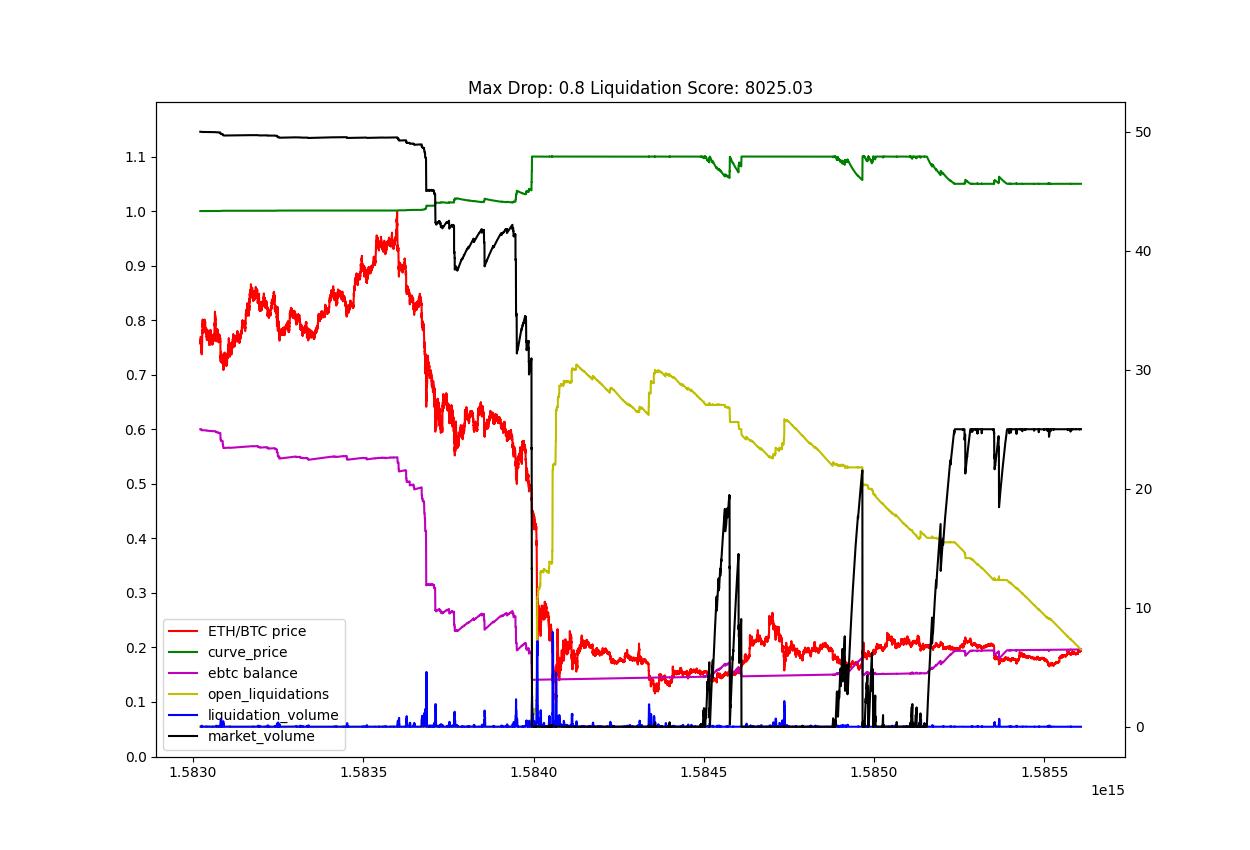 Max Drop: 0.8 Liquidation Score: 8025.03
1.1
1.0
0.9
0.8
0.7
0.6
0.5
0.4
0.3
0.2
0.1
0.0
50
40
30
20
10
0
ETH/BTC price
curve_price
ebtc balance
open_liquidations
liquidation_volume
market_volume
1.5830 1.5835 1.5840 1.5845 1.5850 1.5855
1e15